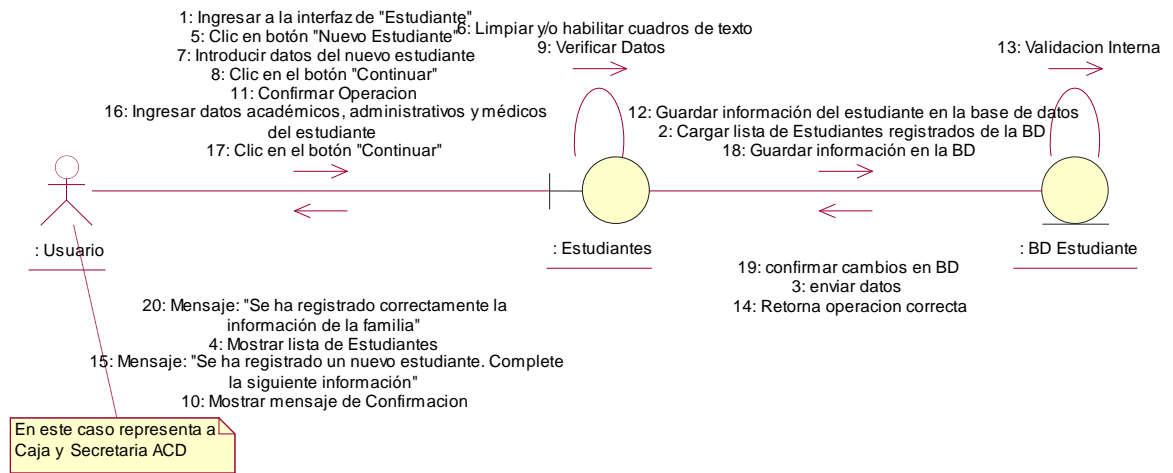 1: Ingresar a la interfaz de "Estudiante"
5: Clic en botón "Nuevo Estudiante"
7: Introducir datos del nuevo estudiante
8: Clic en el botón "Continuar"
11: Confirmar Operacion
16: Ingresar datos académicos, administrativos y médicos
del estudiante
17: Clic en el botón "Continuar"
6: Limpiar y/o habilitar cuadros de texto
9: Verificar Datos
13: Validacion Interna
12: Guardar información del estudiante en la base de datos
2: Cargar lista de Estudiantes registrados de la BD
18: Guardar información en la BD
: Usuario
: Estudiantes
: BD Estudiante
19: confirmar cambios en BD
3: enviar datos
14: Retorna operacion correcta
20: Mensaje: "Se ha registrado correctamente la
información de la familia"
4: Mostrar lista de Estudiantes
15: Mensaje: "Se ha registrado un nuevo estudiante. Complete
la siguiente información"
10: Mostrar mensaje de Confirmacion
En este caso representa a
Caja y Secretaria ACD